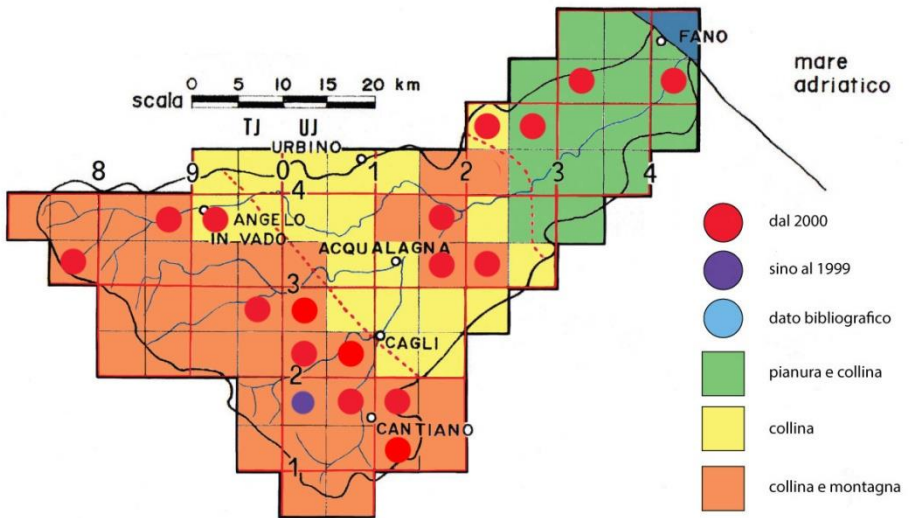 FANO
mare
adriatico
0 5 10 15 20 km
scala
TJ UJ
URBINO
8 9 0 1 2 3 4
4
ANGELO
IN VADO
ACQUALAGNA
3
CAGLI
2
CANTIANO
1
dal 2000
sino al 1999
dato bibliografico
pianura e collina
collina
collina e montagna